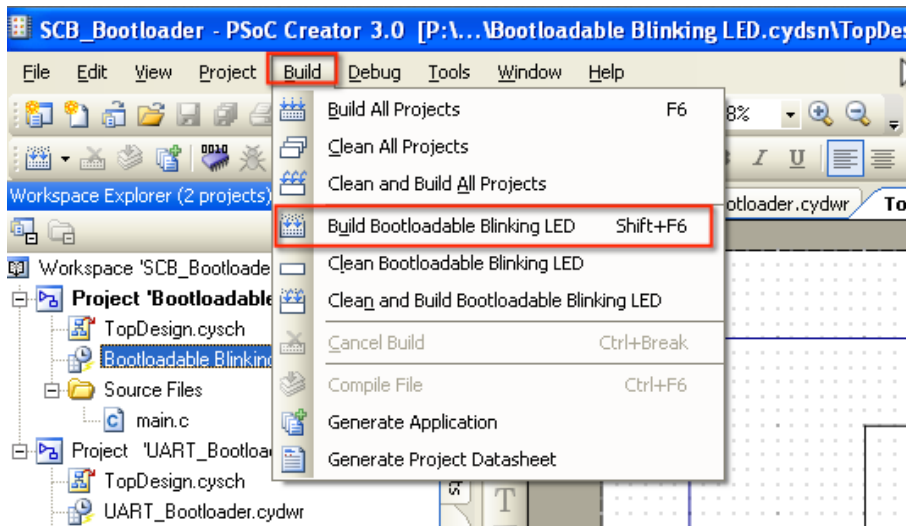 SCB_Bootloader - PSoC Creator 3.0 [P:\...\Bootloadable Blinking LED.cydsn\TopDes
File Edit View Project Build Debug Tools Window Help
Build All Projects F6
8%
Clean All Projects
I U
Clean and Build All Projects
Workspace Explorer (2 projects)
otloader.cydwr To
Build Bootloadable Blinking LED Shift+F6
Clean Bootloadable Blinking LED
Workspace 'SCB_Bootloade
Project 'Bootloadable
Clean and Build Bootloadable Blinking LED
TopDesign.cysch
Cancel Build Ctrl+Break
Bootloadable Blinking
Compile File Ctrl+F6
Source Files
main.c
Generate Application
Project 'UART_Bootloa
Generate Project Datasheet
TopDesign.cysch
ts
T
UART_Bootloader.cydwr